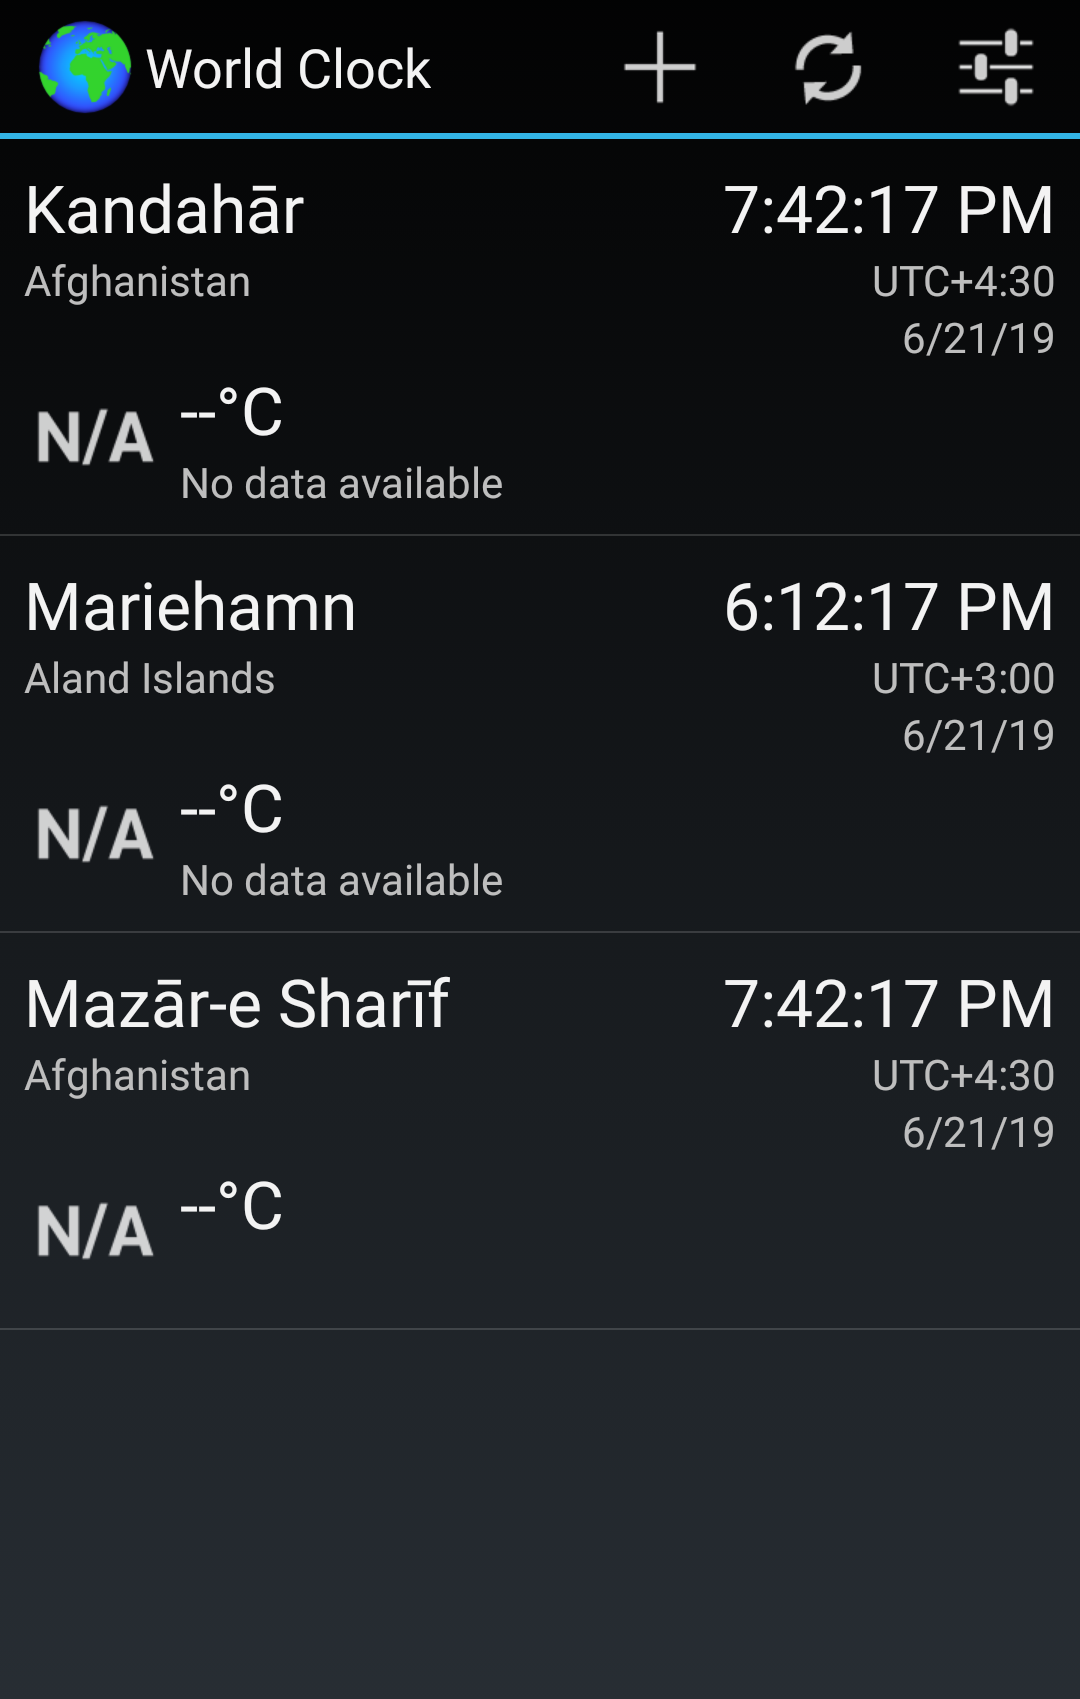 World Clock
Kandahār 7:42:17 PM
Afghanistan UTC+4:30
6/21/19
N/A --°C
No data available
Mariehamn 6:12:17 PM
Aland Islands UTC+3:00
6/21/19
N/A --°C
No data available
Mazār-e Sharīf 7:42:17 PM
Afghanistan UTC+4:30
6/21/19
N/A --°C